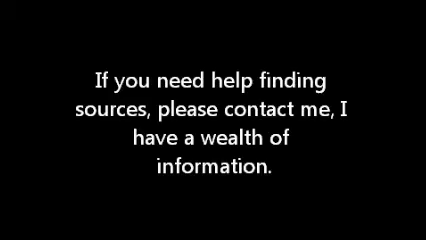 If you need help finding
sources, please contact me, I
have a wealth of
information.